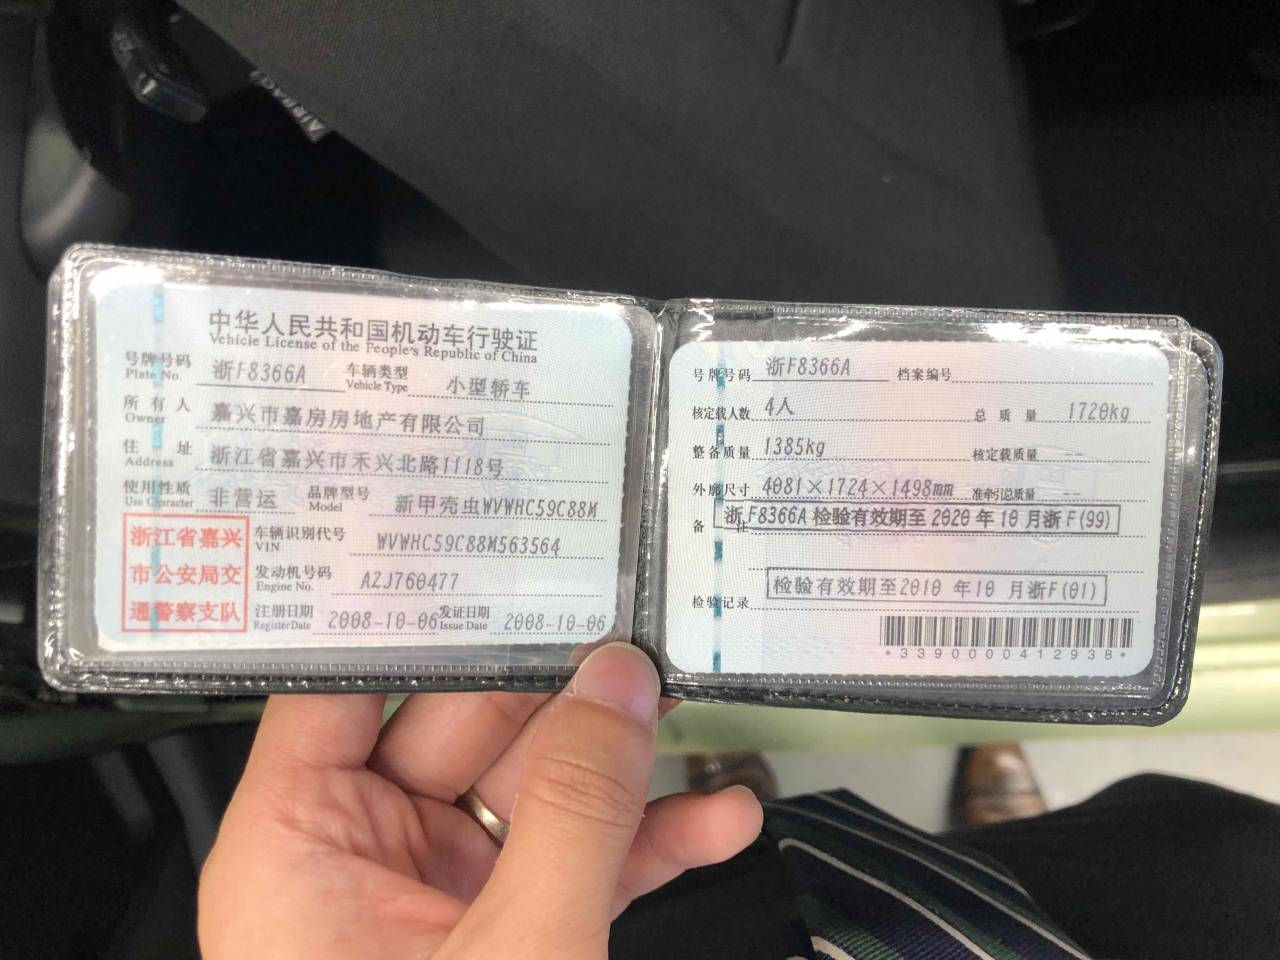 AIRBAG
中华人民共和国机动车行驶证
Vehicle License of the People's Republic of China
号牌号码 浙F8366A 车辆类型 小型轿车
Plate No. Vehicle Type
所有人 嘉兴市嘉房房地产有限公司
Owner
住址 浙江省嘉兴市禾兴北路1118号
Address
使用性质 非营运 品牌型号 新甲壳虫WVWHC59C88M
Use Character Model
浙江省嘉兴
市公安局交
通警察支队
车辆识别代号 WVWHC59C88M563564
VIN
发动机号码 AZJ760477
Engine No.
注册日期 2008-10-06 发证日期 2008-10-06
Register Date Issue Date
号牌号码 浙F8366A 档案编号
核定载人数 4人 总质量 1720kg
整备质量 1385kg 核定载质量 --
外廓尺寸 4081×1724×1498mm 准牵引总质量 --
备注 浙F8366A检验有效期至2020年10月浙F(99)
检验有效期至2010年10月浙F(01)
检验记录
*3390000412938*